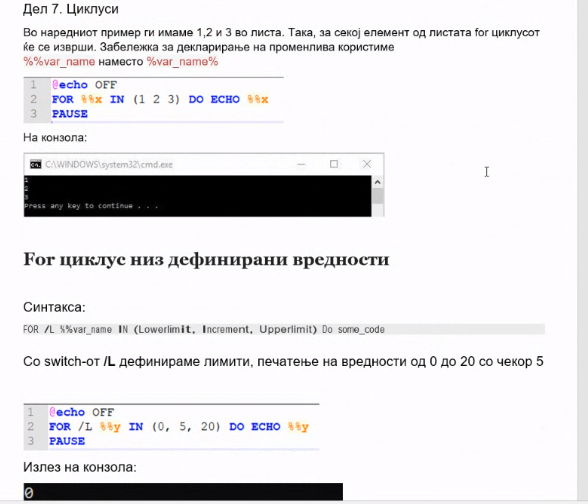 Дел 7. Циклуси
Во наредниот пример ги имаме 1,2 и 3 во листа. Така, за секој елемент од листата for циклусот
ќе се изврши. Забележка за декларирање на променлива користиме
%%var_name наместо %var_name%
1 @echo OFF
2 FOR %%x IN (1 2 3) DO ECHO %%x
3 PAUSE
На конзола:
C:\WINDOWS\system32\cmd.exe
1
2
3
Press any key to continue . . .
For циклус низ дефинирани вредности
Синтакса:
FOR /L %%var_name IN (Lowerlimit, Increment, Upperlimit) Do some_code
Со switch-от /L дефинираме лимити, печатење на вредности од 0 до 20 со чекор 5
1 @echo OFF
2 FOR /L %%y IN (0, 5, 20) DO ECHO %%y
3 PAUSE
Излез на конзола:
0